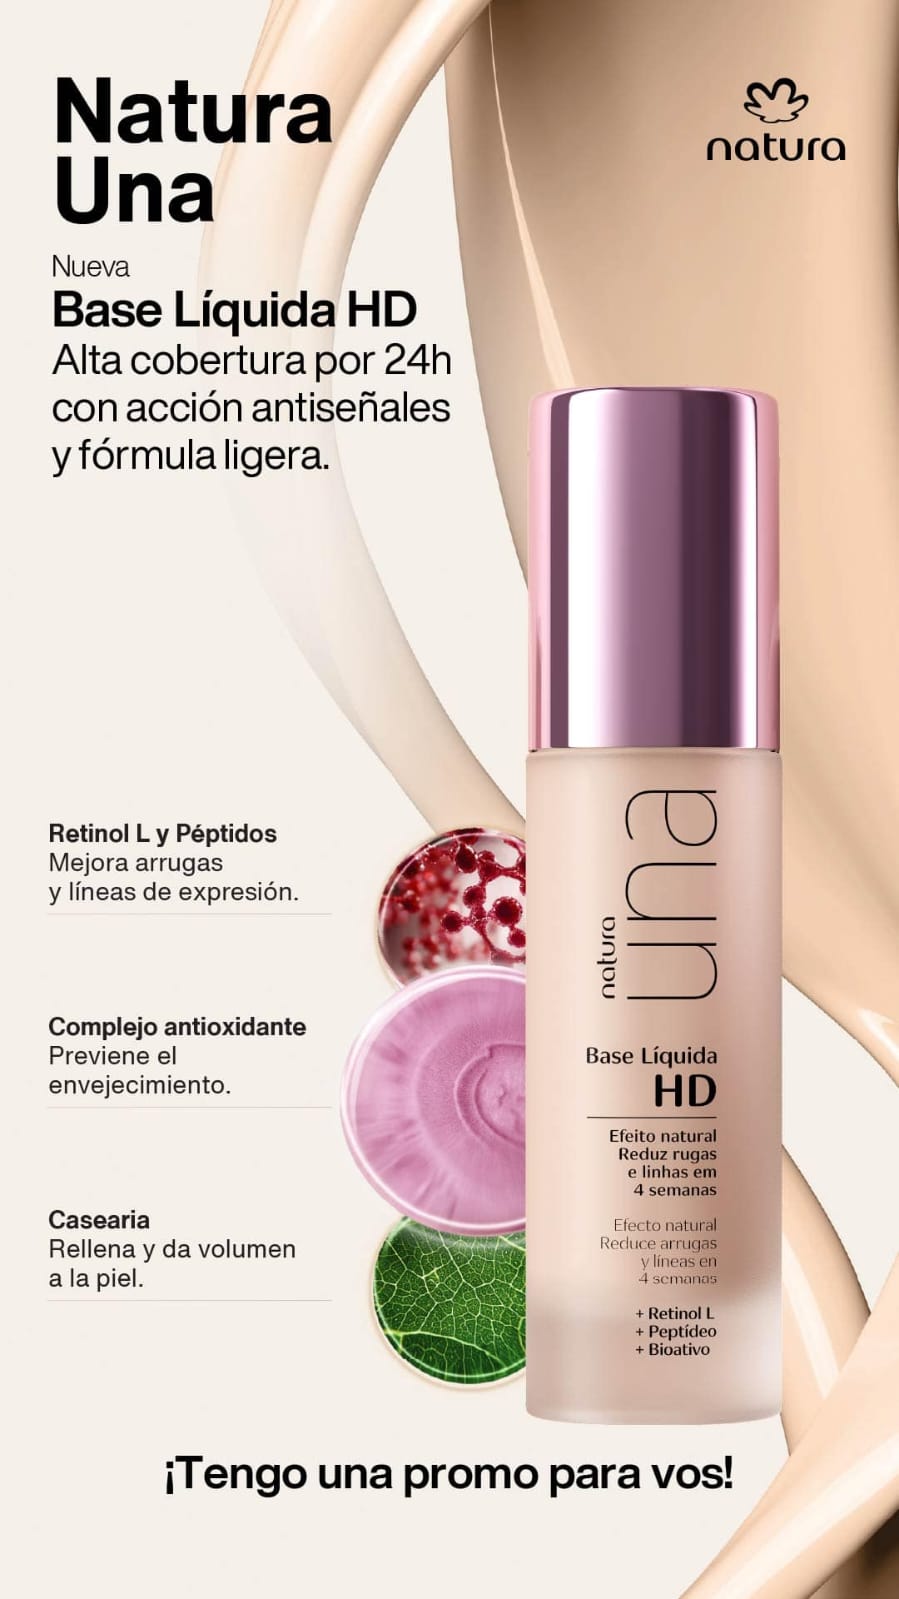 Natura
Una
natura
Nueva
Base Líquida HD
Alta cobertura por 24h
con acción antiseñales
y fórmula ligera.
Retinol L y Péptidos
Mejora arrugas
y líneas de expresión.
Complejo antioxidante
Previene el
envejecimiento.
Casearia
Rellena y da volumen
a la piel.
natura
una
Base Líquida
HD
Efeito natural
Reduz rugas
e linhas em
4 semanas
Efecto natural
Reduce arrugas
y líneas en
4 semanas
+ Retinol L
+ Peptídeo
+ Bioativo
¡Tengo una promo para vos!